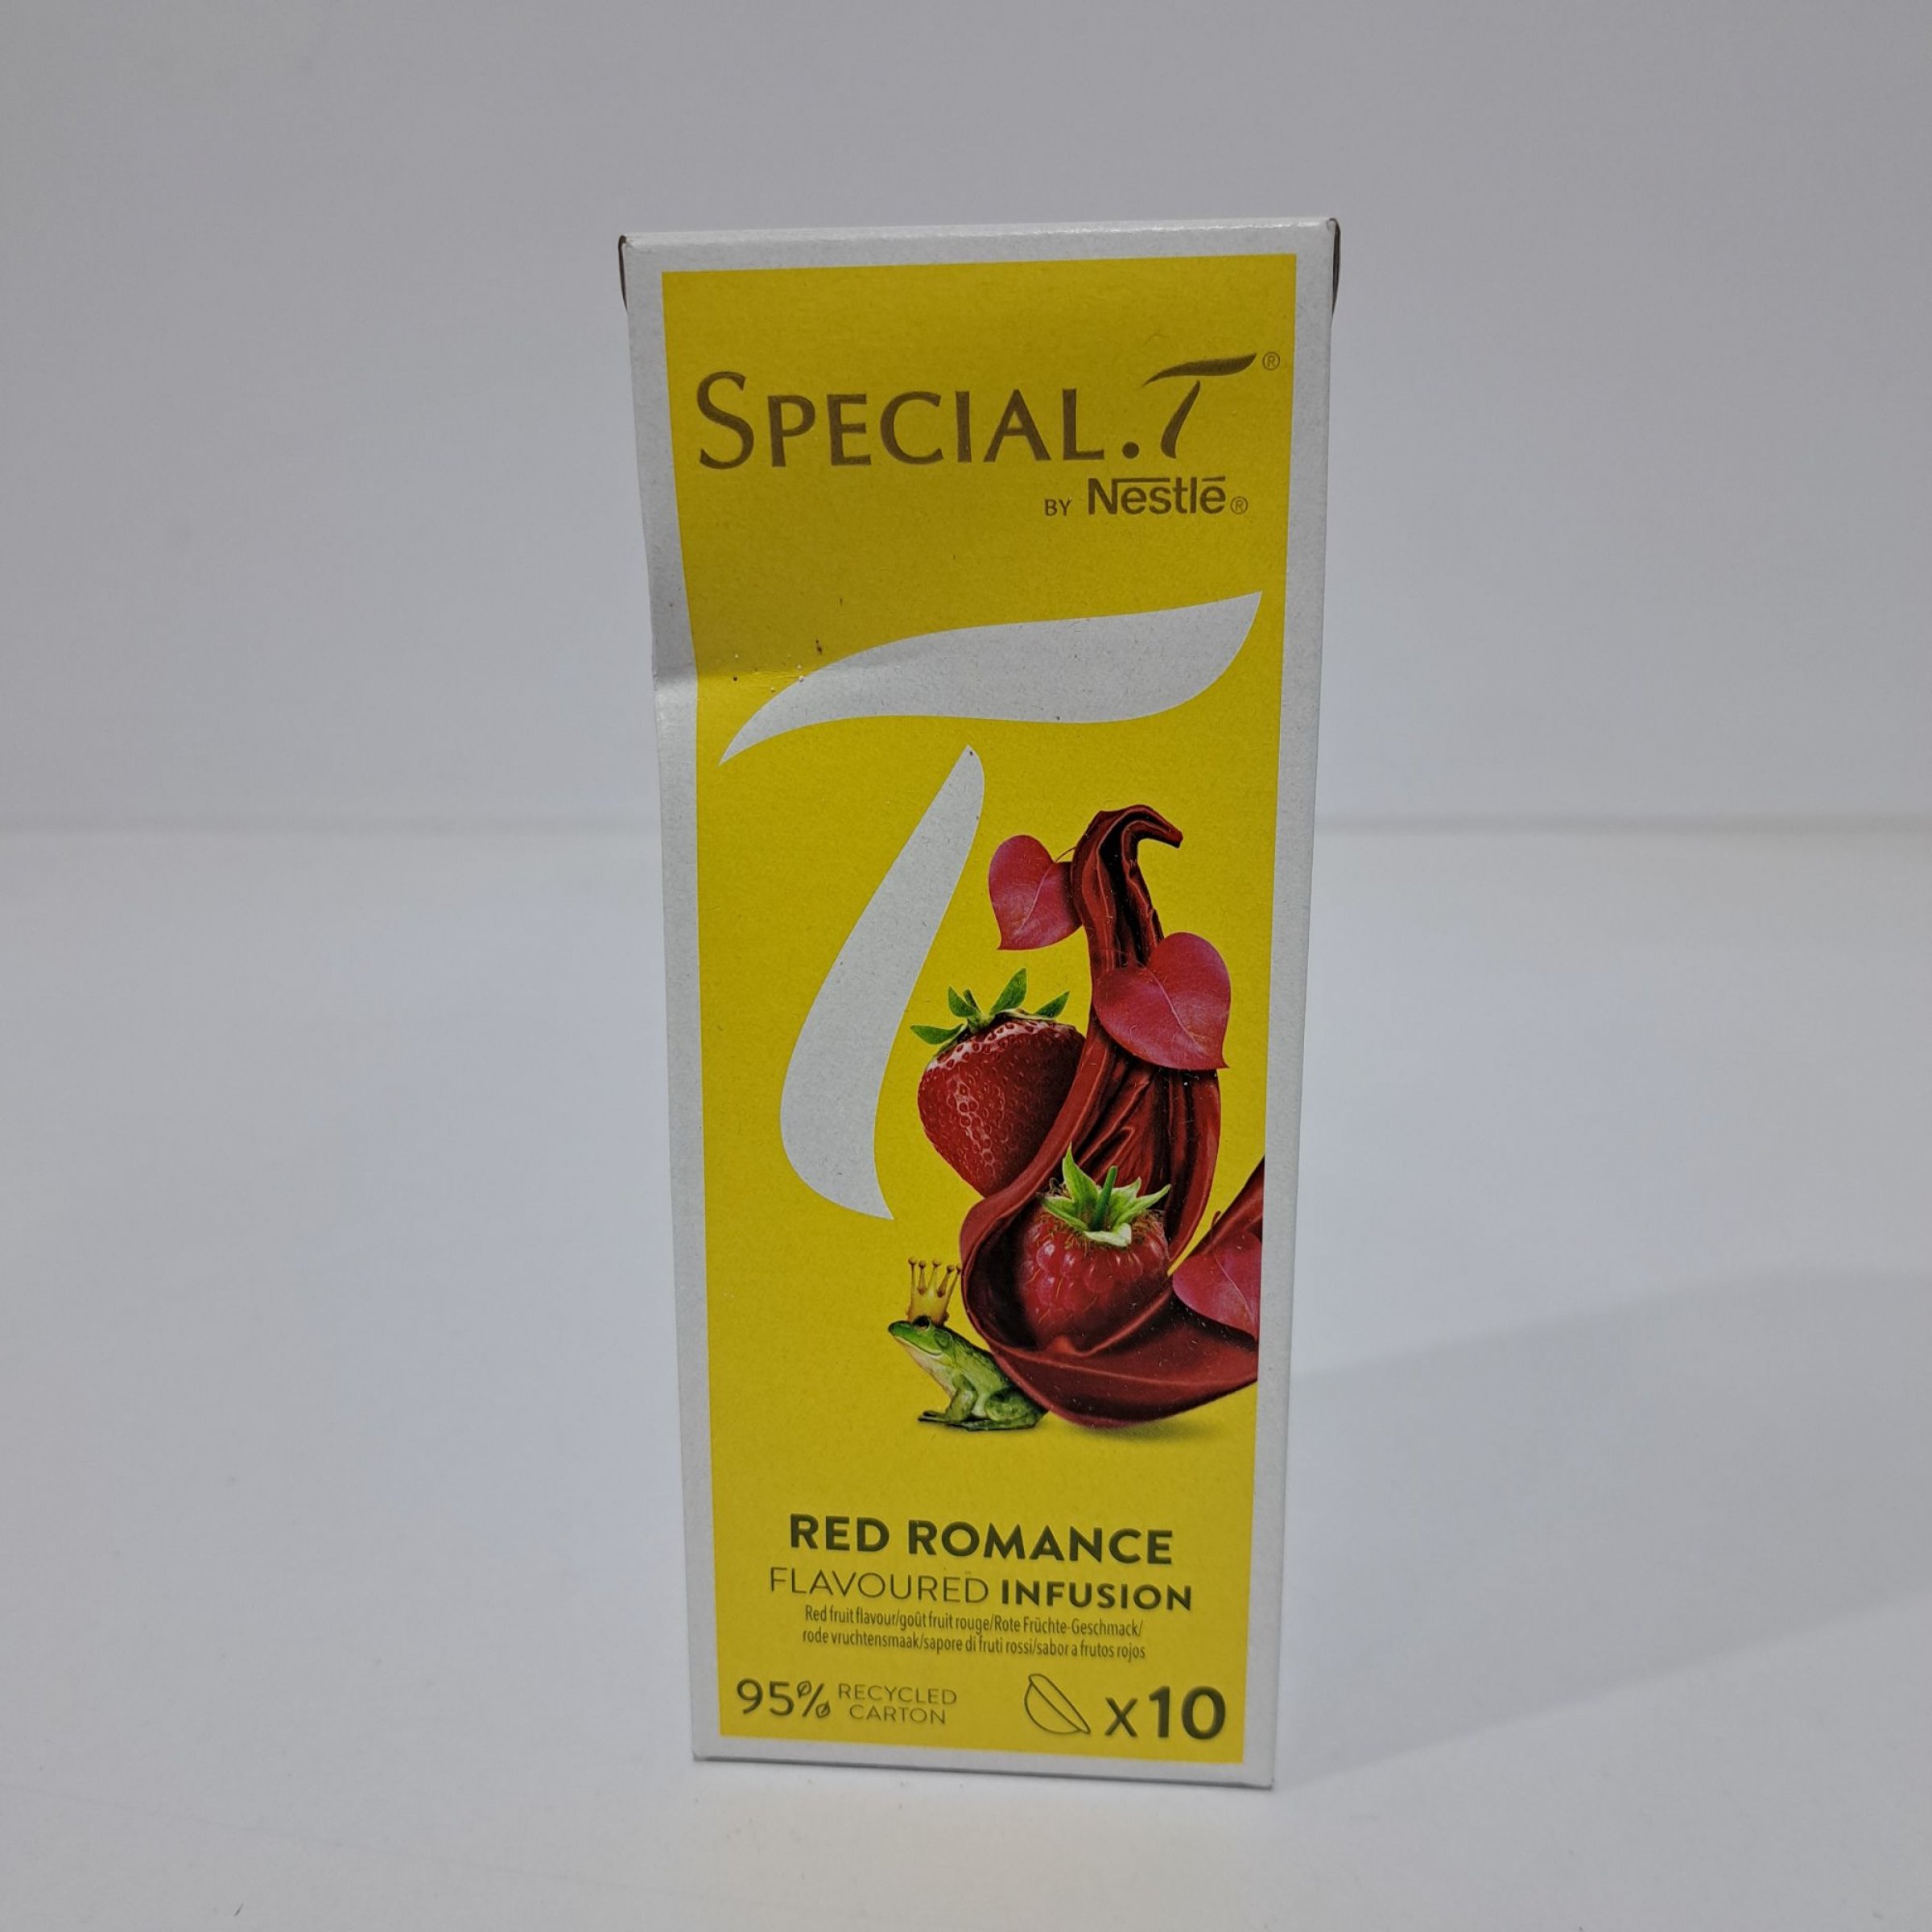 SPECIAL.T®
BY Nestlé®
RED ROMANCE
FLAVOURED INFUSION
Red fruit flavour/goût fruit rouge/Rote Früchte-Geschmack/
rode vruchtensmaak/sapore di fruti rossi/sabor a frutos rojos
95% RECYCLED
CARTON
x10